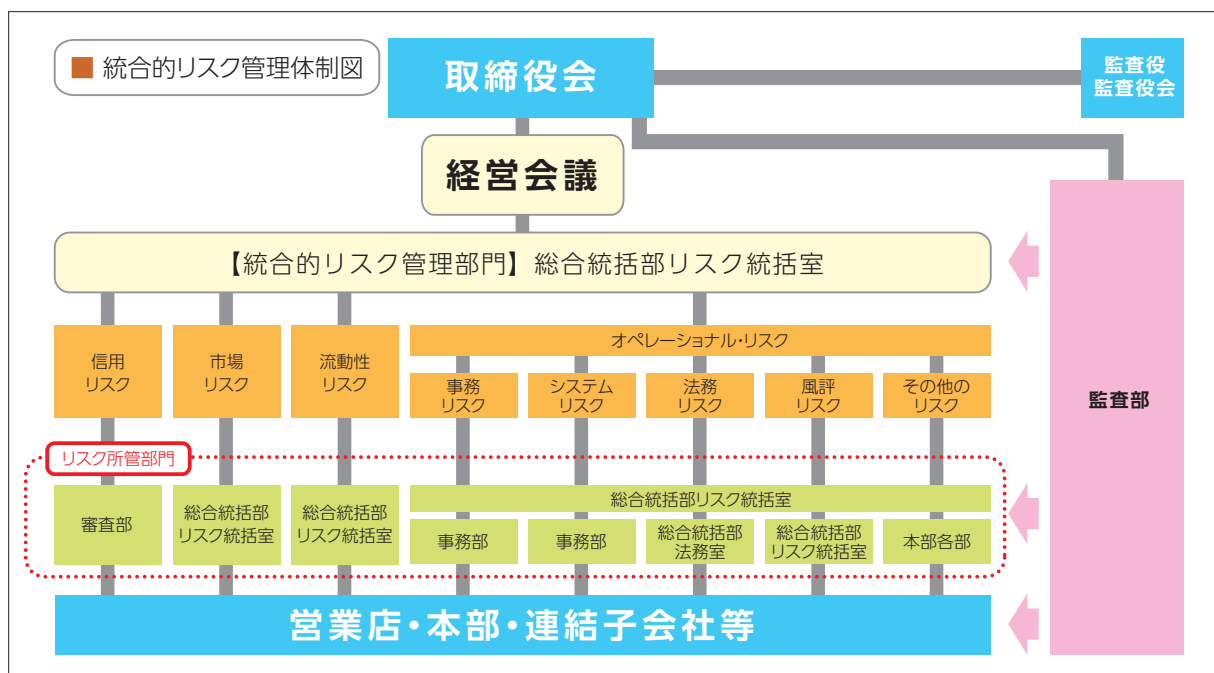 ■ 統合的リスク管理体制図
取締役会
監査役
監査役会
経営会議
【統合的リスク管理部門】総合統括部リスク統括室
信用
リスク
市場
リスク
流動性
リスク
オペレーショナル・リスク
事務
リスク
システム
リスク
法務
リスク
風評
リスク
その他の
リスク
監査部
リスク所管部門
審査部
総合統括部
リスク統括室
総合統括部
リスク統括室
総合統括部リスク統括室
事務部
事務部
総合統括部
法務室
総合統括部
リスク統括室
本部各部
営業店・本部・連結子会社等